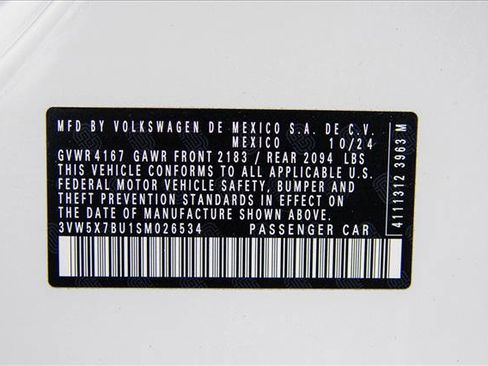 MFD BY VOLKSWAGEN DE MEXICO S.A. DE C.V.
MEXICO 10/24
GVWR 4167 GAWR FRONT 2183 / REAR 2094 LBS
THIS VEHICLE CONFORMS TO ALL APPLICABLE U.S.
FEDERAL MOTOR VEHICLE SAFETY, BUMPER AND
THEFT PREVENTION STANDARDS IN EFFECT ON
THE DATE OF MANUFACTURE SHOWN ABOVE
3VW5X7BU1SM026534 PASSENGER CAR
4111312 3963 M